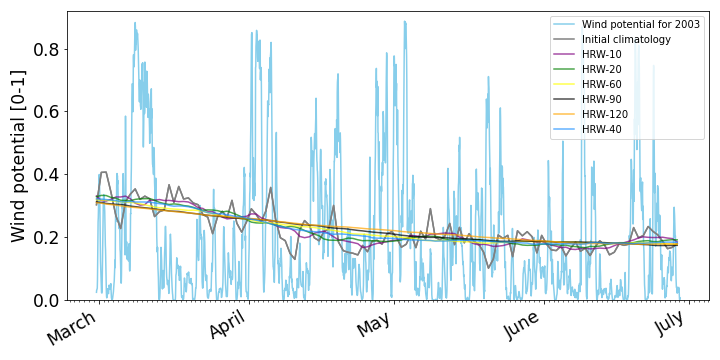 Wind potential [0-1]
0.8
0.6
0.4
0.2
0.0
March
April
May
June
July
Wind potential for 2003
Initial climatology
HRW-10
HRW-20
HRW-60
HRW-90
HRW-120
HRW-40